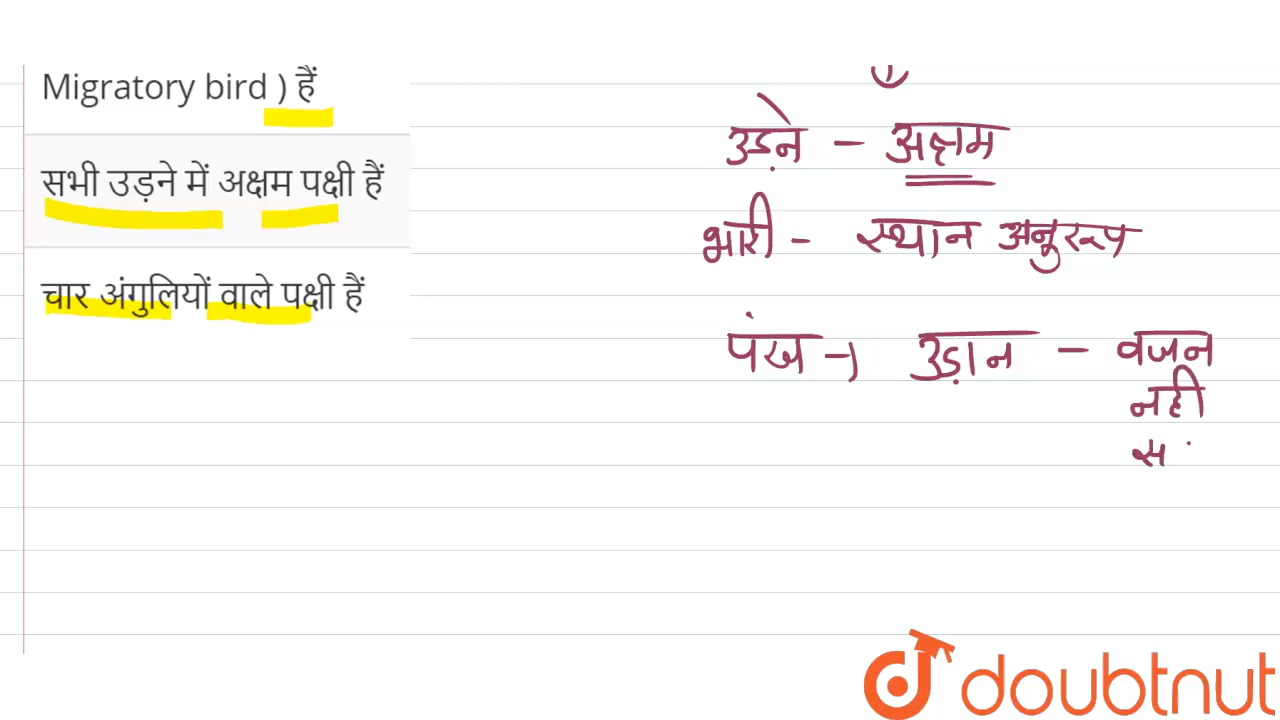 Migratory bird ) हैं
सभी उड़ने में अक्षम पक्षी हैं
चार अंगुलियों वाले पक्षी हैं
उड़ने - अक्षम
भारी - स्थान अनुरूप
पंख → उड़ान - वजन
नही
स
doubtnut